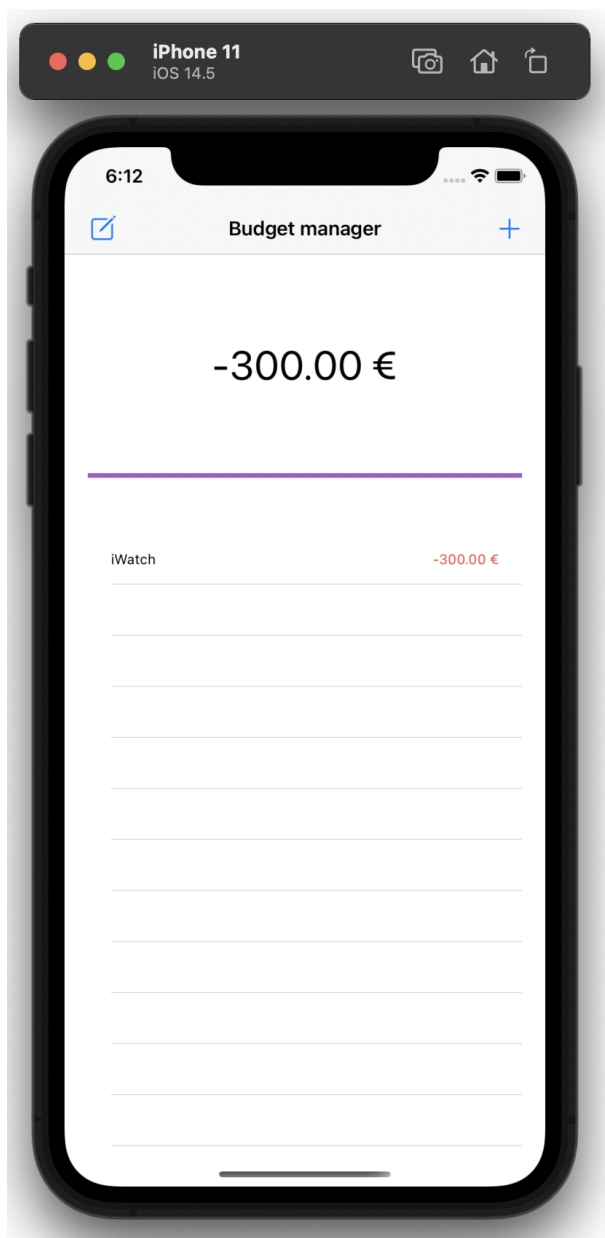 iPhone 11
iOS 14.5
6:12
Budget manager
-300.00 €
iWatch -300.00 €